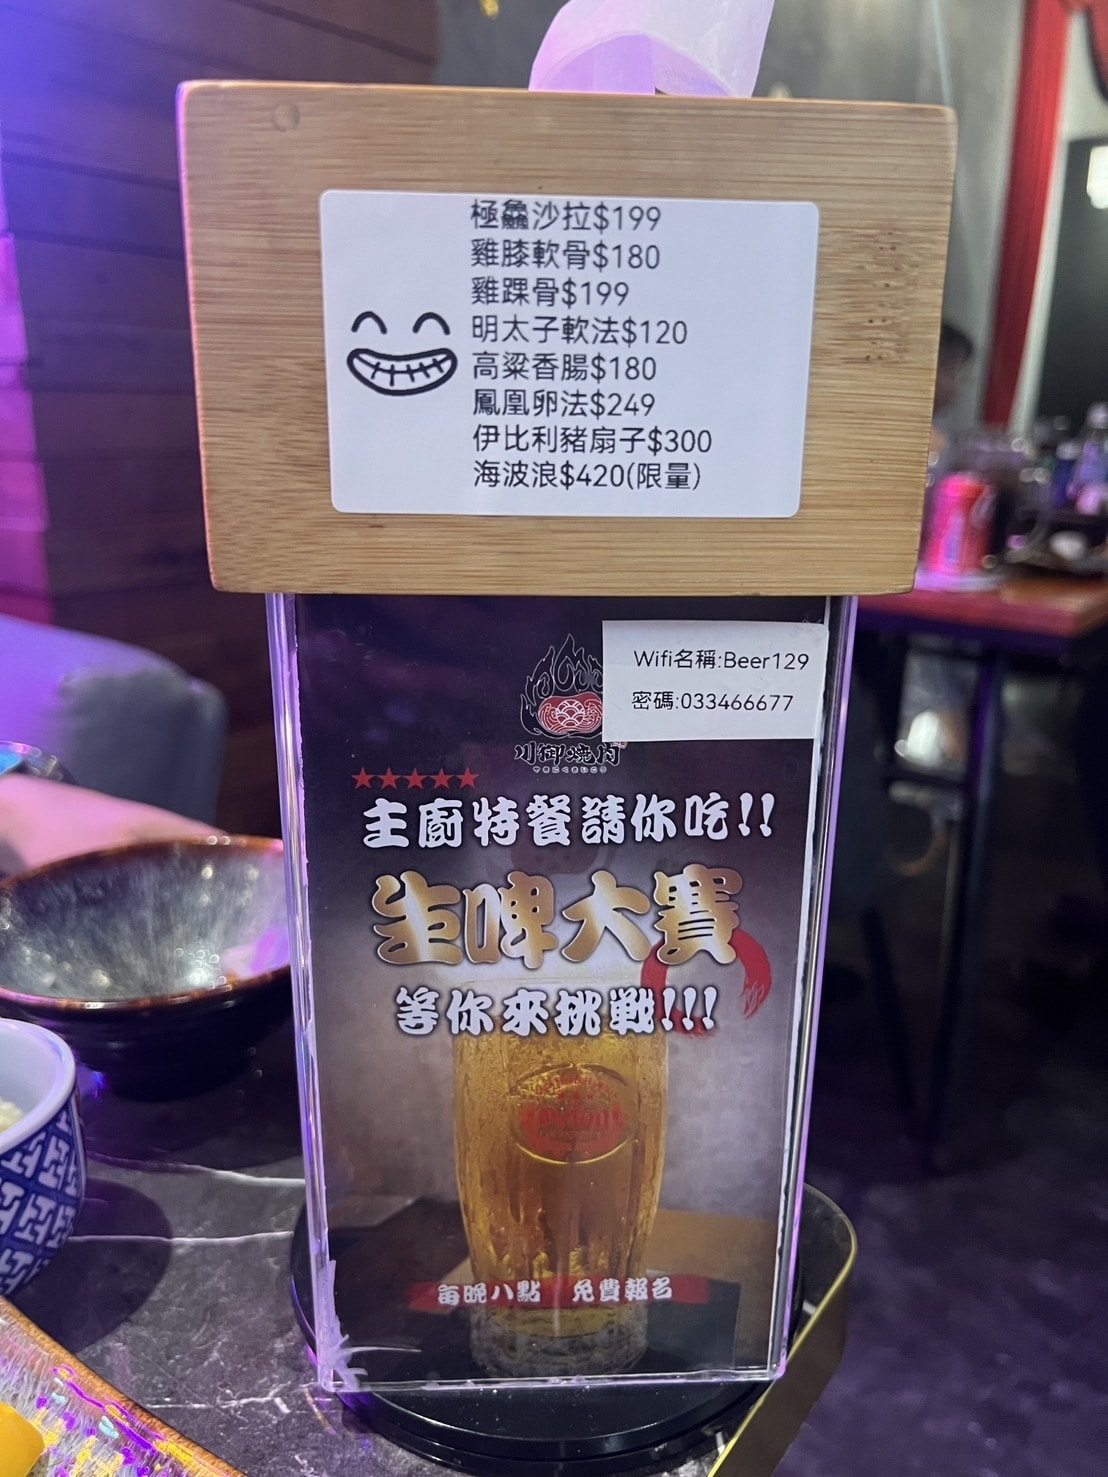 極鱻沙拉$199
雞膝軟骨$180
雞踝骨$199
明太子軟法$120
高粱香腸$180
鳳凰卵法$249
伊比利豬扇子$300
海波浪$420(限量)
Wifi名稱:Beer129
密碼:033466677
川御燒肉
主廚特餐請你吃!!
生啤大賽
等你來挑戰!!!
每晚八點 免費報名